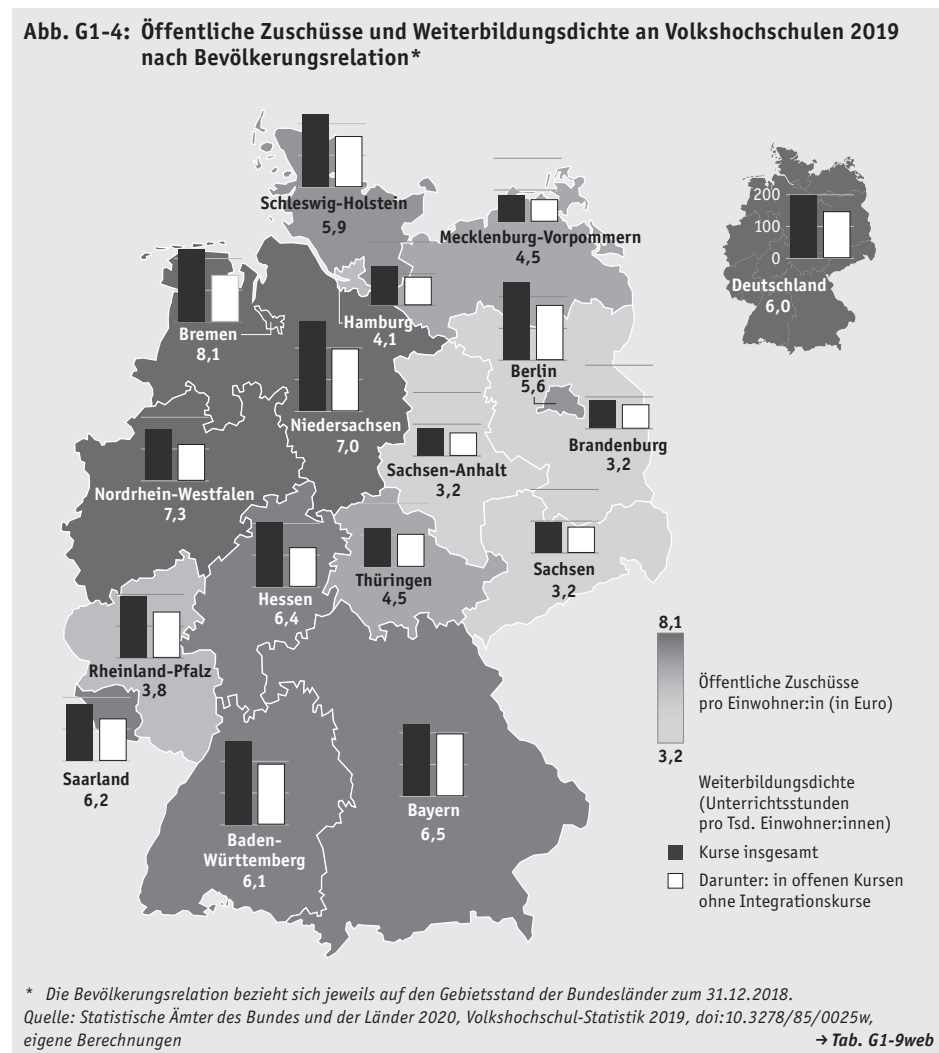 Abb. G1-4: Öffentliche Zuschüsse und Weiterbildungsdichte an Volkshochschulen 2019
nach Bevölkerungsrelation*
Schleswig-Holstein
5,9
Mecklenburg-Vorpommern
4,5
200
100
0
Deutschland
6,0
Bremen
8,1
Hamburg
4,1
Berlin
5,6
Niedersachsen
7,0
Brandenburg
3,2
Sachsen-Anhalt
3,2
Nordrhein-Westfalen
7,3
Thüringen
4,5
Sachsen
3,2
Hessen
6,4
Rheinland-Pfalz
3,8
Saarland
6,2
Baden-
Württemberg
6,1
Bayern
6,5
8,1
Öffentliche Zuschüsse
pro Einwohner:in (in Euro)
3,2
Weiterbildungsdichte
(Unterrichtsstunden
pro Tsd. Einwohner:innen)
Kurse insgesamt
Darunter: in offenen Kursen
ohne Integrationskurse
* Die Bevölkerungsrelation bezieht sich jeweils auf den Gebietsstand der Bundesländer zum 31.12.2018.
Quelle: Statistische Ämter des Bundes und der Länder 2020, Volkshochschul-Statistik 2019, doi:10.3278/85/0025w,
eigene Berechnungen → Tab. G1-9web